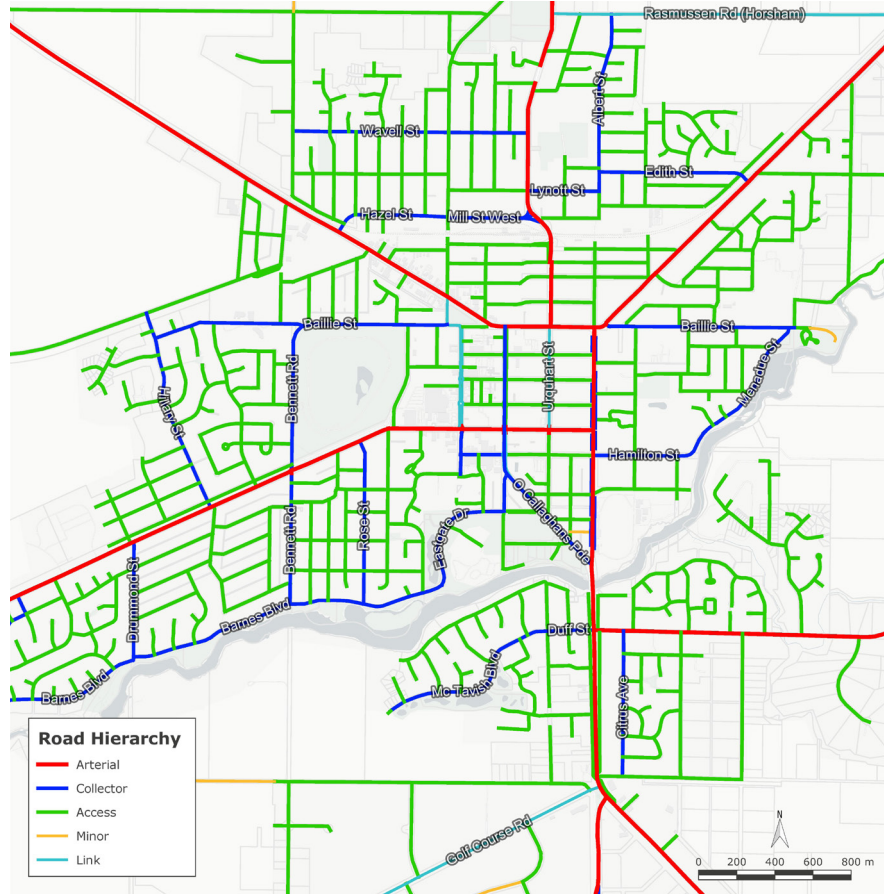 Rasmussen Rd (Horsham)
Albert St
Wavell St
Edith St
Lynott St
Hazel St
Mill St West
Baillie St
Baillie St
Urquhart St
Menadue St
Bennett Rd
Hillary St
Hamilton St
O Callaghans Pde
Rose St
Eastgate Dr
Bennett Rd
Drummond St
Barnes Blvd
Duff St
Mc Tavish Blvd
Barnes Blvd
Citrus Ave
Golf Course Rd
Road Hierarchy
Arterial
Collector
Access
Minor
Link
N
0 200 400 600 800 m